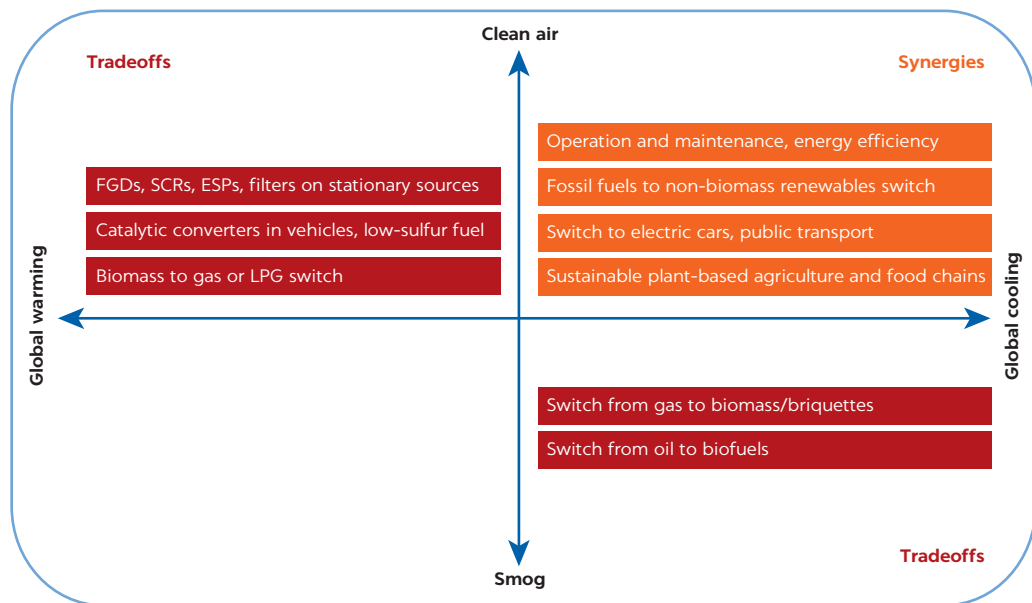 Clean air
Tradeoffs
Synergies
Operation and maintenance, energy efficiency
FGDs, SCRs, ESPs, filters on stationary sources
Fossil fuels to non-biomass renewables switch
Catalytic converters in vehicles, low-sulfur fuel
Switch to electric cars, public transport
Biomass to gas or LPG switch
Sustainable plant-based agriculture and food chains
Global warming
Global cooling
Switch from gas to biomass/briquettes
Switch from oil to biofuels
Tradeoffs
Smog